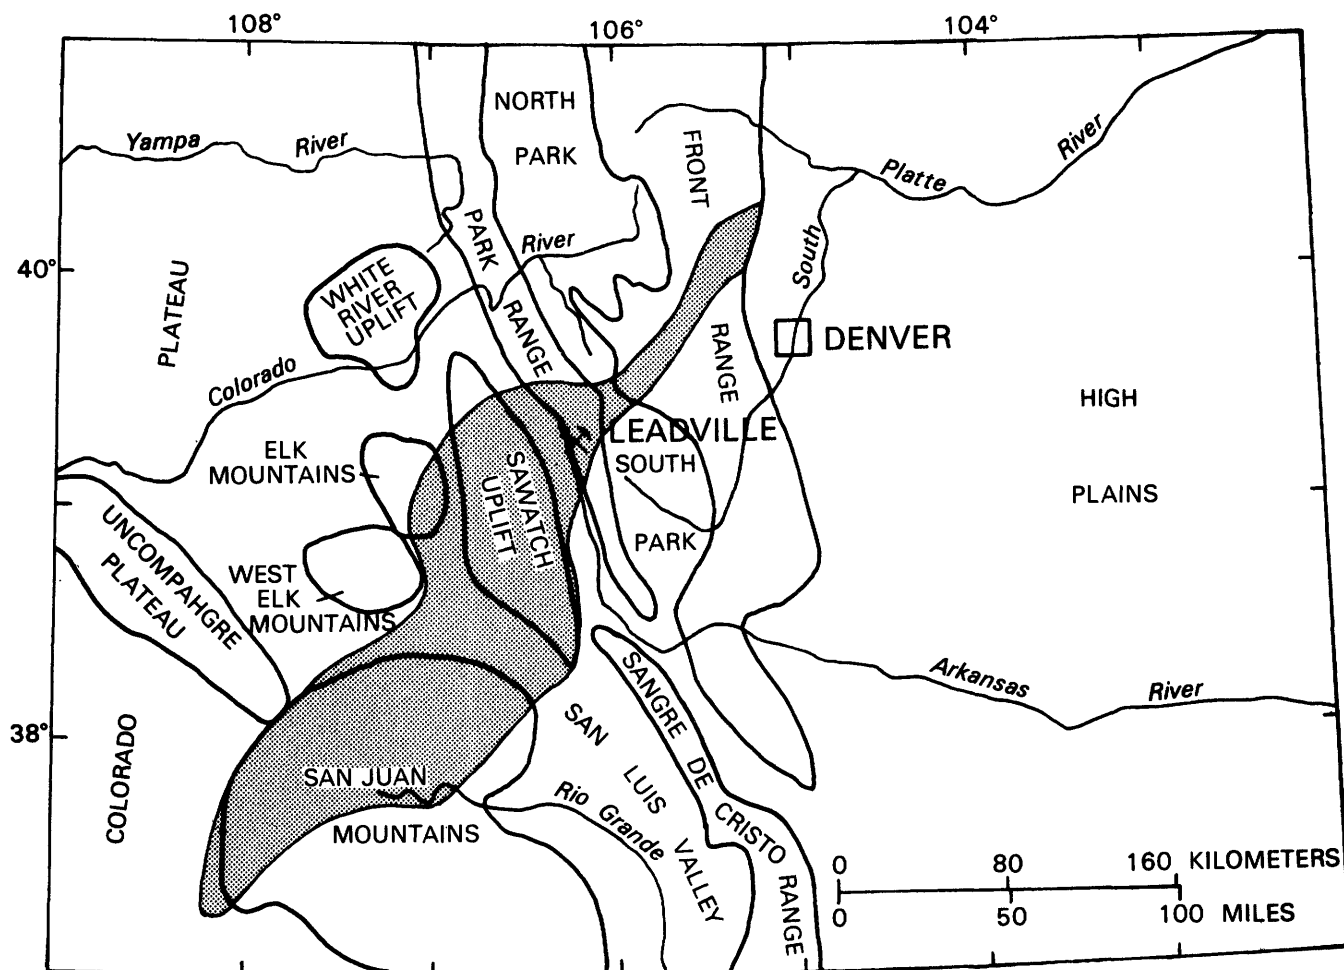 108° 106° 104°
NORTH
PARK
Yampa River
FRONT
Platte River
PARK
River
South
40°
PLATEAU
WHITE
RIVER
UPLIFT
RANGE
RANGE
DENVER
Colorado
HIGH
LEADVILLE
ELK
MOUNTAINS
SAWATCH
UPLIFT
SOUTH
PLAINS
UNCOMPAHGRE
PLATEAU
PARK
WEST
ELK
MOUNTAINS
Arkansas River
SANGRE DE CRISTO RANGE
38°
COLORADO
SAN
LUIS
VALLEY
SAN JUAN
MOUNTAINS
Rio Grande
0 80 160 KILOMETERS
0 50 100 MILES